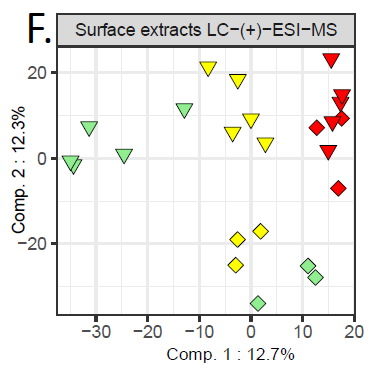 F.
Surface extracts LC−(+)−ESI−MS
Comp. 2 : 12.3%
20
0
−20
−30
−20
−10
0
10
20
Comp. 1 : 12.7%